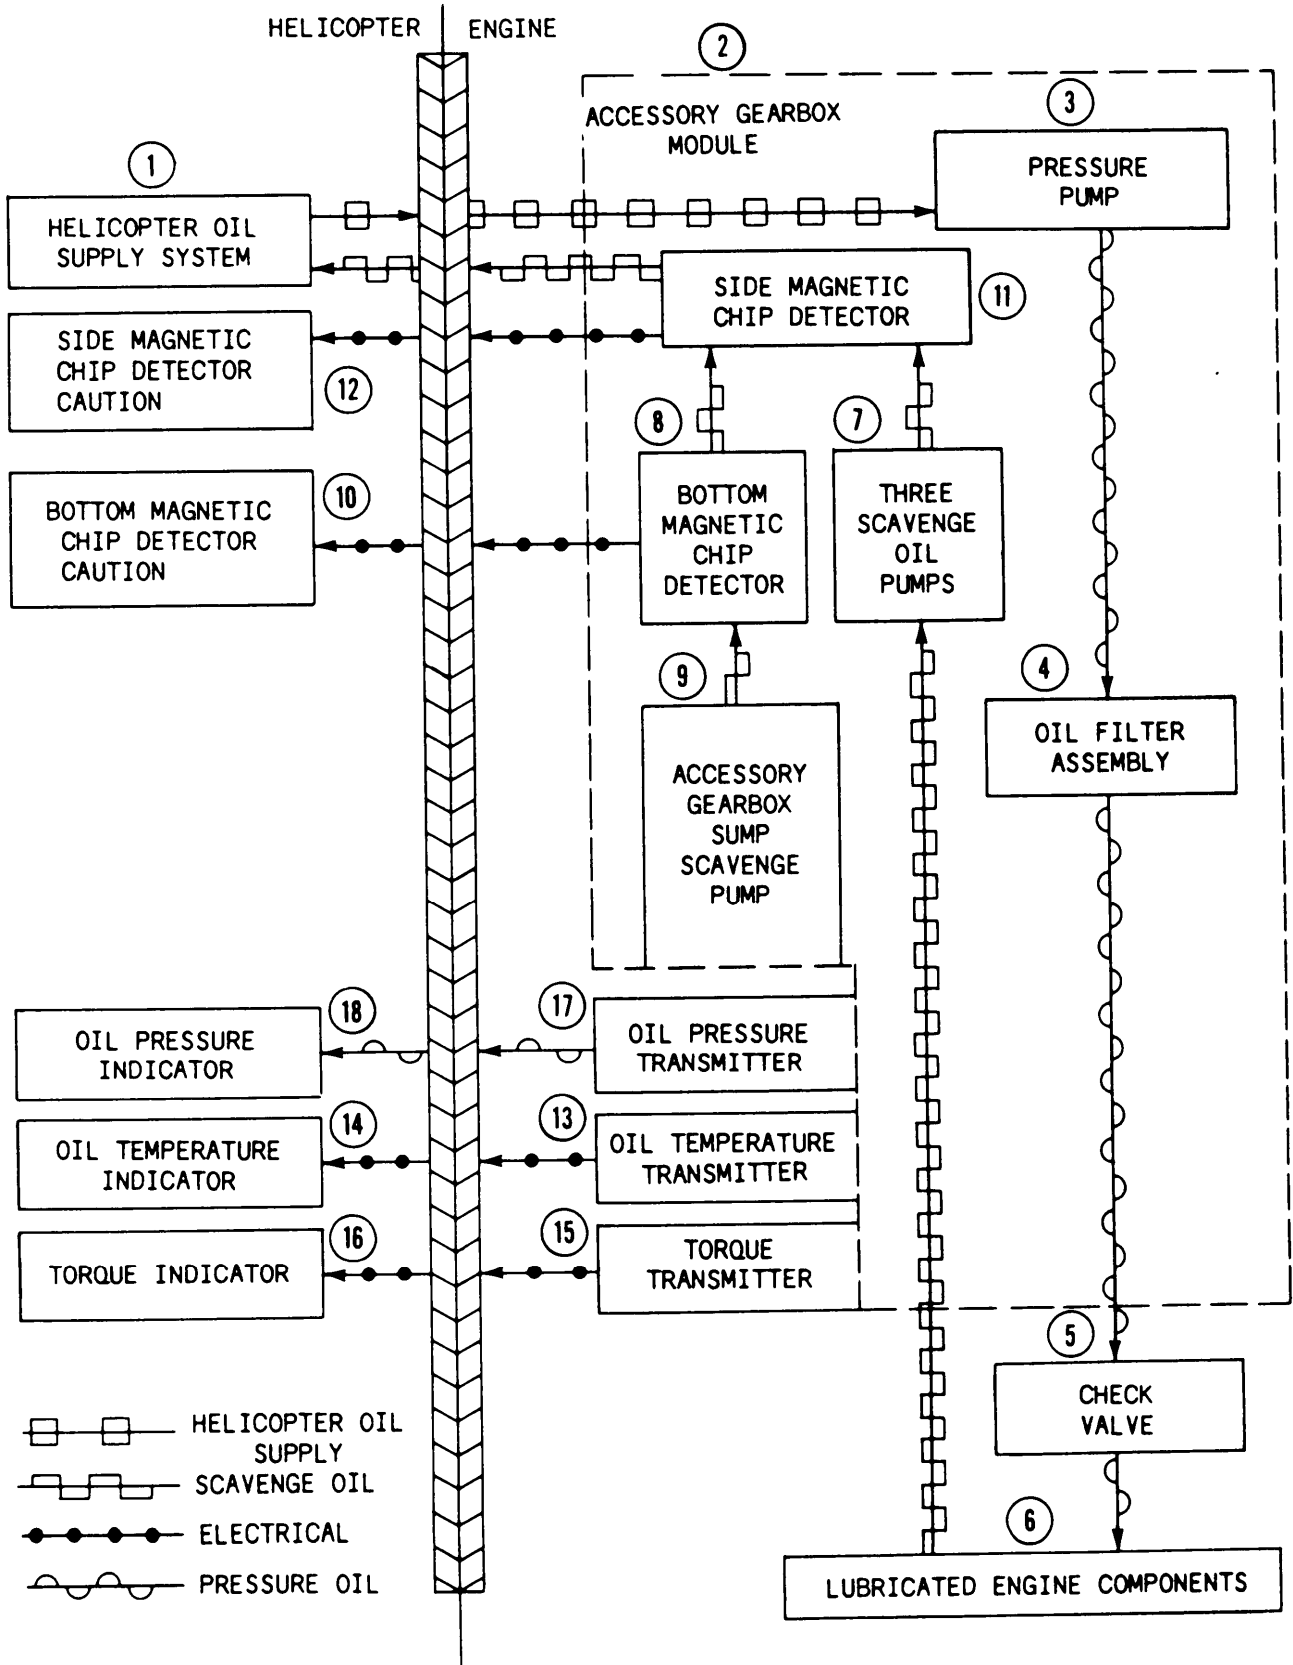 HELICOPTER
ENGINE
2
ACCESSORY GEARBOX
MODULE
3
PRESSURE
PUMP
1
HELICOPTER OIL
SUPPLY SYSTEM
SIDE MAGNETIC
CHIP DETECTOR
11
SIDE MAGNETIC
CHIP DETECTOR
CAUTION
12
8
7
10
BOTTOM MAGNETIC
CHIP DETECTOR
CAUTION
BOTTOM
MAGNETIC
CHIP
DETECTOR
THREE
SCAVENGE
OIL
PUMPS
9
4
OIL FILTER
ASSEMBLY
ACCESSORY
GEARBOX
SUMP
SCAVENGE
PUMP
18
OIL PRESSURE
INDICATOR
17
OIL PRESSURE
TRANSMITTER
14
OIL TEMPERATURE
INDICATOR
13
OIL TEMPERATURE
TRANSMITTER
16
TORQUE INDICATOR
15
TORQUE
TRANSMITTER
5
CHECK
VALVE
6
LUBRICATED ENGINE COMPONENTS
HELICOPTER OIL
SUPPLY
SCAVENGE OIL
ELECTRICAL
PRESSURE OIL